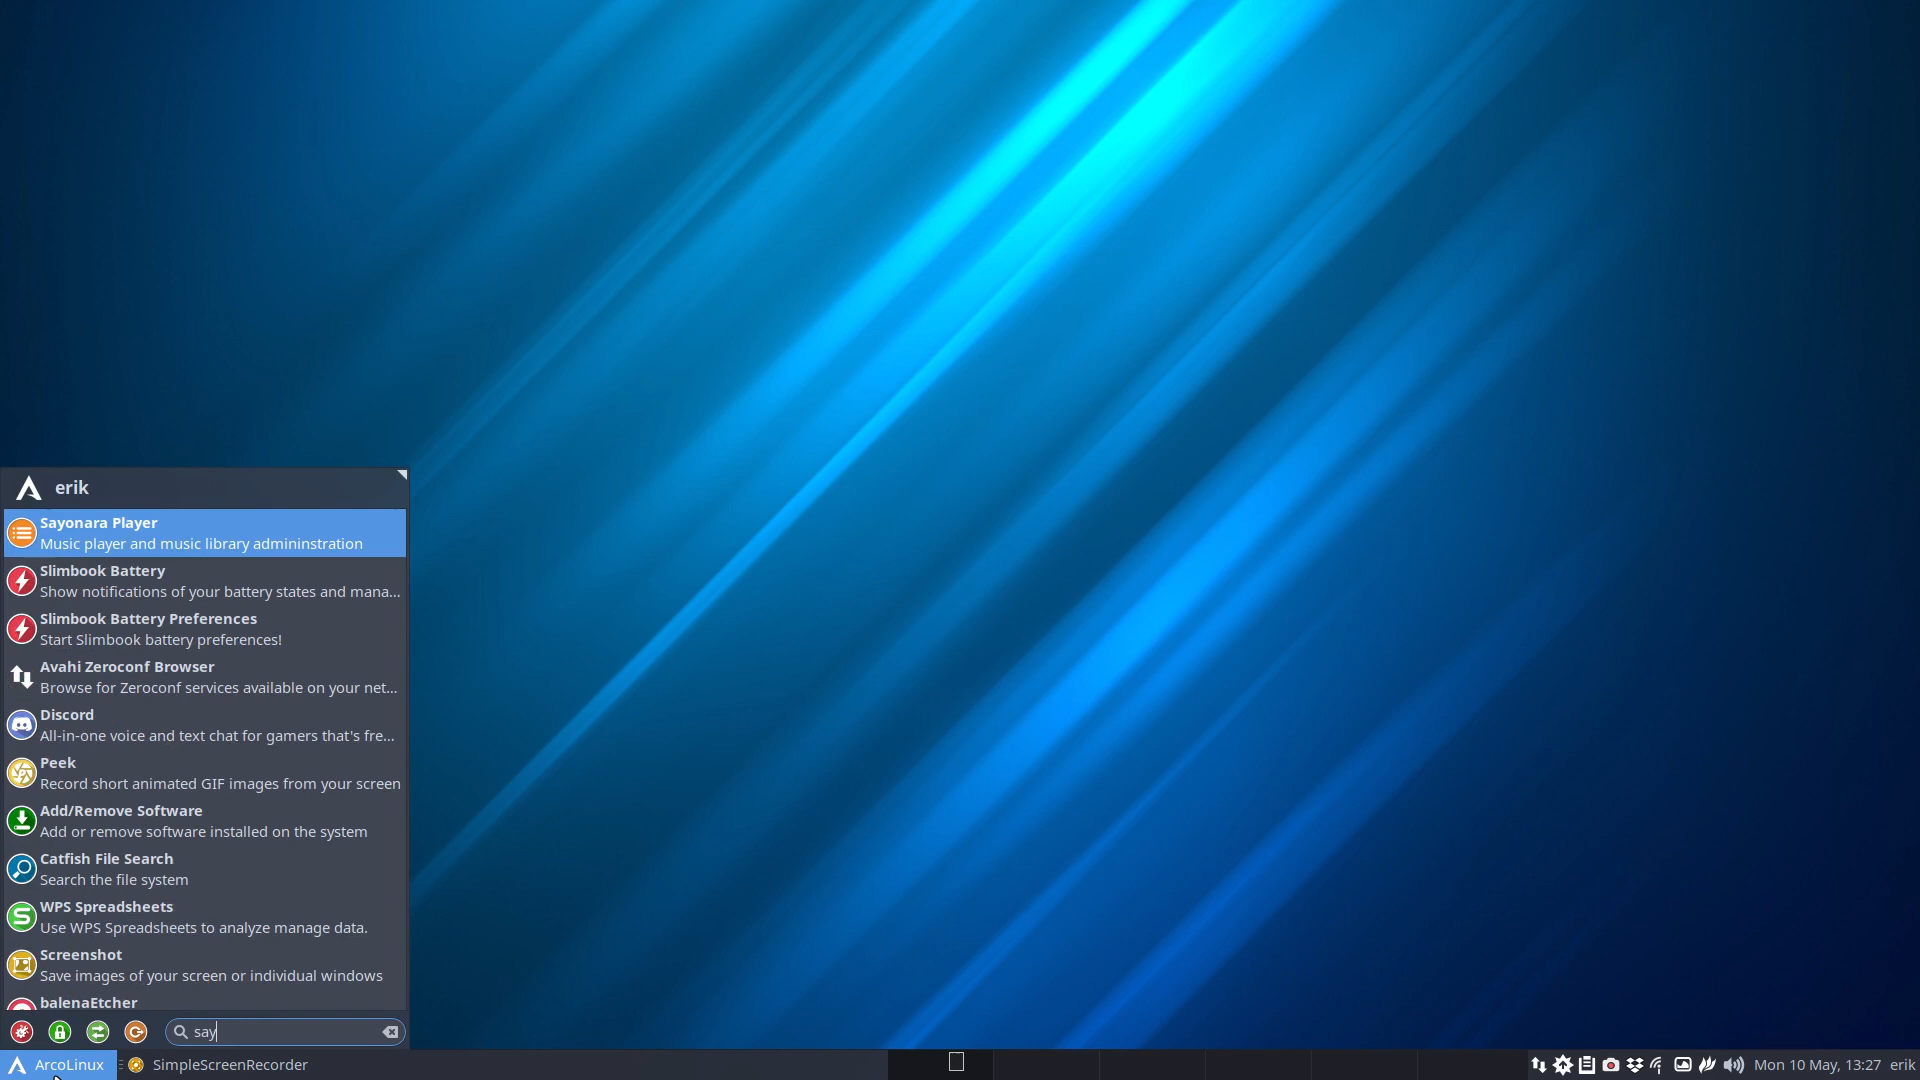 erik
Sayonara Player
Music player and music library admininstration
Slimbook Battery
Show notifications of your battery states and mana...
Slimbook Battery Preferences
Start Slimbook battery preferences!
Avahi Zeroconf Browser
Browse for Zeroconf services available on your net...
Discord
All-in-one voice and text chat for gamers that's fre...
Peek
Record short animated GIF images from your screen
Add/Remove Software
Add or remove software installed on the system
Catfish File Search
Search the file system
WPS Spreadsheets
Use WPS Spreadsheets to analyze manage data.
Screenshot
Save images of your screen or individual windows
balenaEtcher
say
ArcoLinux
SimpleScreenRecorder
Mon 10 May, 13:27
erik